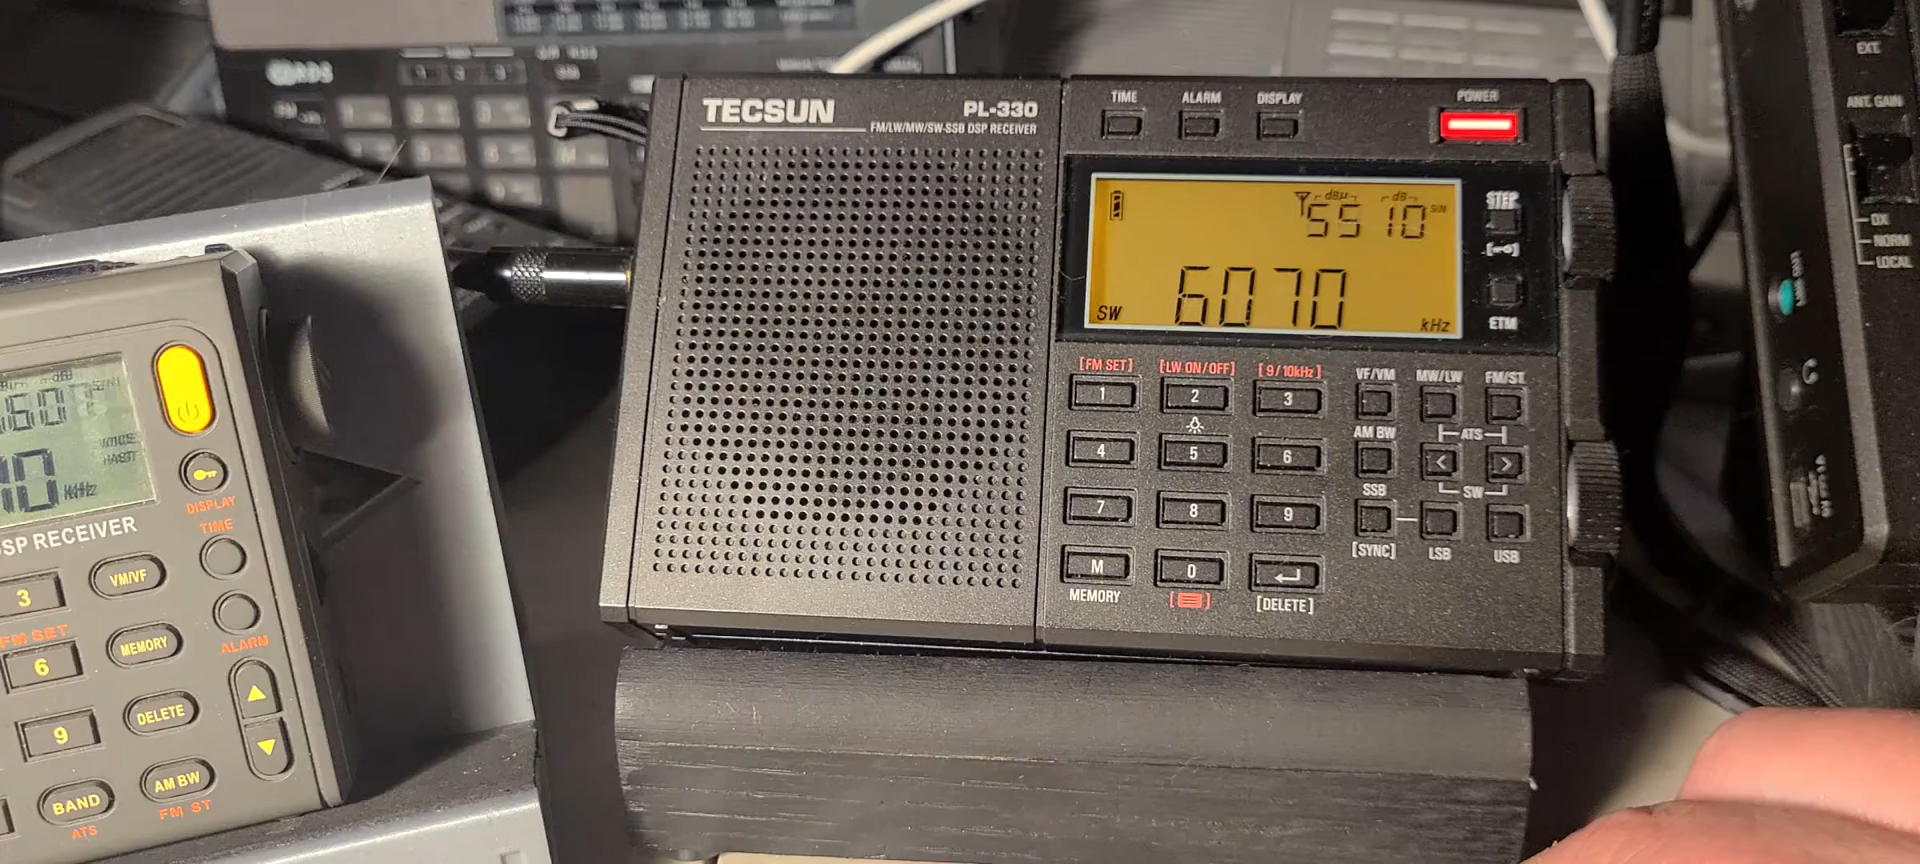 TECSUN
PL-330
FM/LW/MW/SW-SSB DSP RECEIVER
TIME ALARM DISPLAY POWER
dBμ dB
55 10
SW 6070 kHz
STEP
ETM
[FM SET] [LW ON/OFF] [9/10kHz]
1 2 3
4 5 6
7 8 9
M 0
MEMORY [DELETE]
VF/VM MW/LW FM/ST.
AM BW ATS
< >
SSB SW
[SYNC] LSB USB
kHz
RECEIVER
DISPLAY
TIME
3 VM/VF
FM SET
6 MEMORY ALARM
9 DELETE
BAND AM BW
ATS FM ST
EXT.
ANT. GAIN
DX
NORM
LOCAL